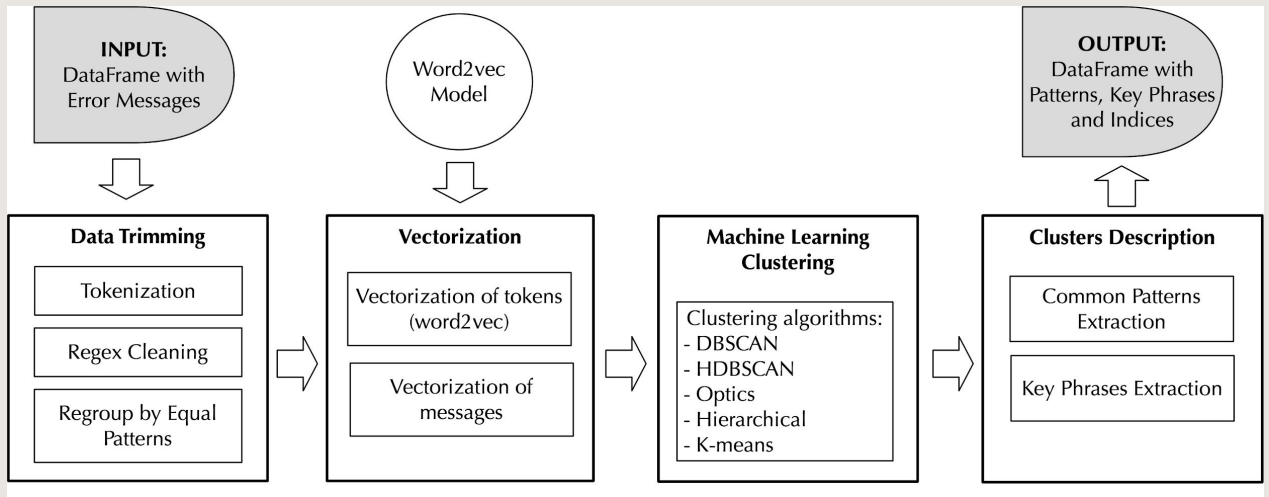 INPUT:
DataFrame with
Error Messages
Word2vec
Model
OUTPUT:
DataFrame with
Patterns, Key Phrases
and Indices
Data Trimming
Tokenization
Regex Cleaning
Regroup by Equal
Patterns
Vectorization
Vectorization of tokens
(word2vec)
Vectorization of
messages
Machine Learning
Clustering
Clustering algorithms:
- DBSCAN
- HDBSCAN
- Optics
- Hierarchical
- K-means
Clusters Description
Common Patterns
Extraction
Key Phrases Extraction